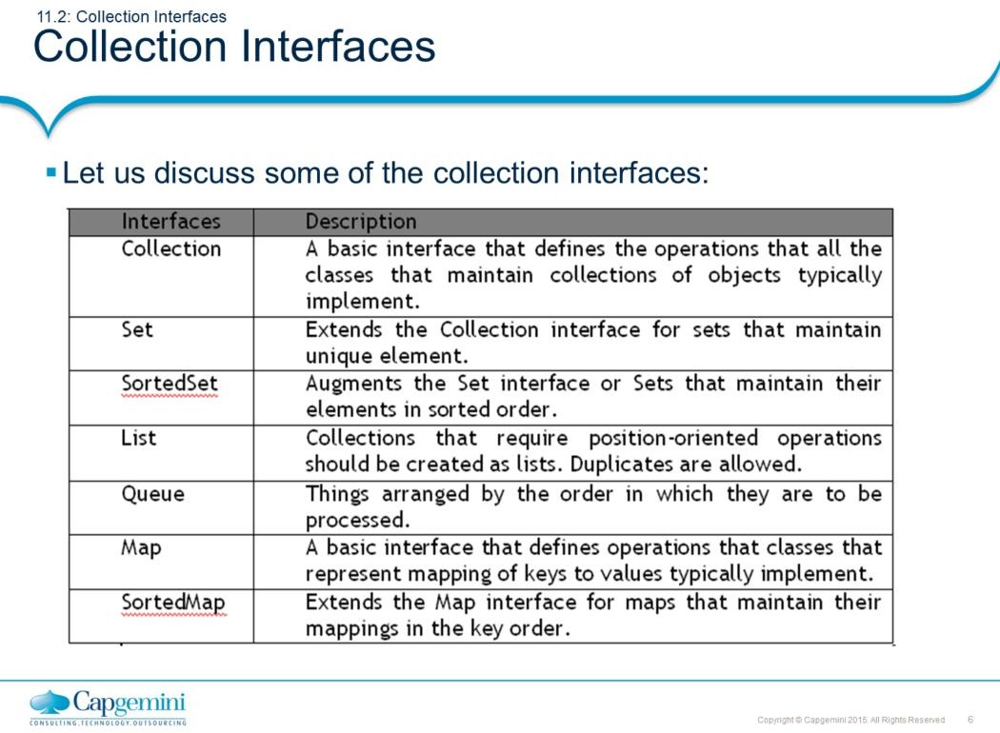 11.2: Collection Interfaces
Collection Interfaces
Let us discuss some of the collection interfaces:
Interfaces Description
Collection A basic interface that defines the operations that all the
classes that maintain collections of objects typically
implement.
Set Extends the Collection interface for sets that maintain
unique element.
SortedSet Augments the Set interface or Sets that maintain their
elements in sorted order.
List Collections that require position-oriented operations
should be created as lists. Duplicates are allowed.
Queue Things arranged by the order in which they are to be
processed.
Map A basic interface that defines operations that classes that
represent mapping of keys to values typically implement.
SortedMap Extends the Map interface for maps that maintain their
mappings in the key order.
Capgemini
CONSULTING.TECHNOLOGY.OUTSOURCING
Copyright © Capgemini 2015. All Rights Reserved 6